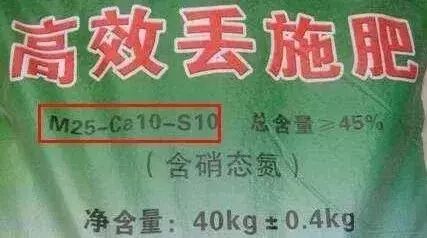 高效丢施肥
M25-Ca10-S10 总含量≥45%
（含硝态氮）
净含量：40kg±0.4kg